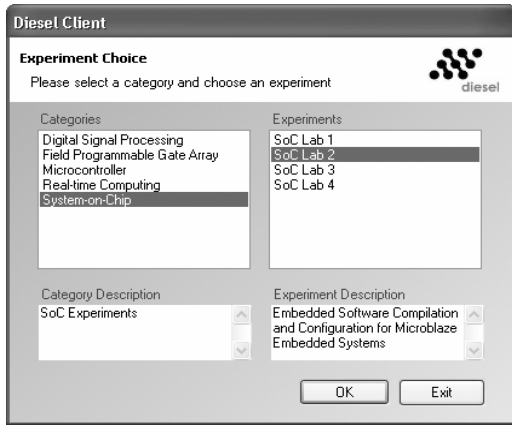 Diesel Client
Experiment Choice
Please select a category and choose an experiment
diesel
Categories
Digital Signal Processing
Field Programmable Gate Array
Microcontroller
Real-time Computing
System-on-Chip
Experiments
SoC Lab 1
SoC Lab 2
SoC Lab 3
SoC Lab 4
Category Description
SoC Experiments
Experiment Description
Embedded Software Compilation
and Configuration for Microblaze
Embedded Systems
OK
Exit